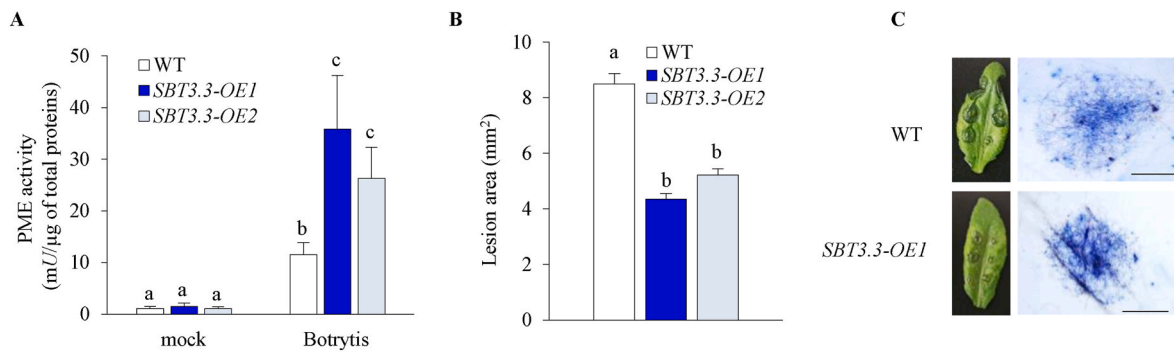 A
PME activity
(mU/µg of total proteins)
50
40
30
20
10
0
WT
SBT3.3-OE1
SBT3.3-OE2
a
a
a
b
c
c
mock
Botrytis
B
Lesion area (mm²)
10
8
6
4
2
0
WT
SBT3.3-OE1
SBT3.3-OE2
a
b
b
C
WT
SBT3.3-OE1